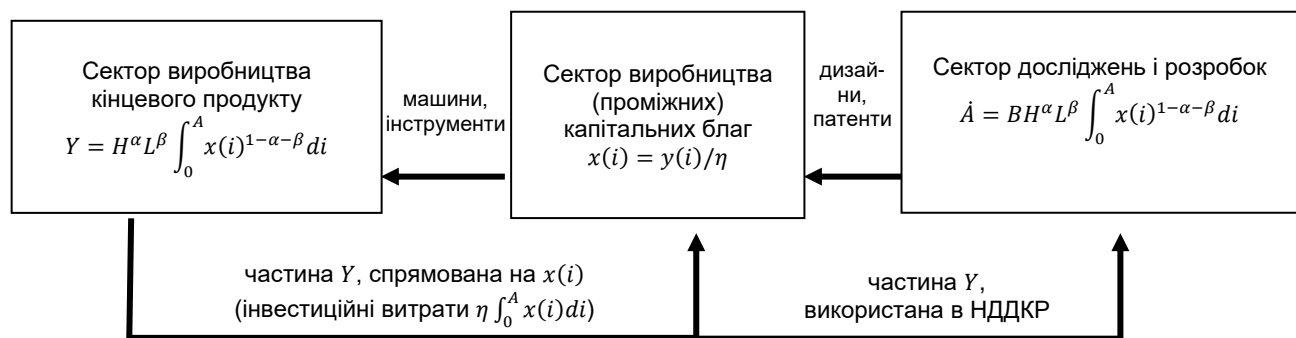 Сектор виробництва
кінцевого продукту
𝑌 = 𝐻^𝛼 𝐿^𝛽 ∫_0^𝐴 𝑥(𝑖)^{1−𝛼−𝛽} 𝑑𝑖
машини,
інструменти
Сектор виробництва
(проміжних)
капітальних благ
𝑥(𝑖) = 𝑦(𝑖)/𝜂
дизай-
ни,
патенти
Сектор досліджень і розробок
𝐴̇ = 𝐵𝐻^𝛼 𝐿^𝛽 ∫_0^𝐴 𝑥(𝑖)^{1−𝛼−𝛽} 𝑑𝑖
частина 𝑌, спрямована на 𝑥(𝑖)
(інвестиційні витрати 𝜂 ∫_0^𝐴 𝑥(𝑖)𝑑𝑖)
частина 𝑌,
використана в НДДКР